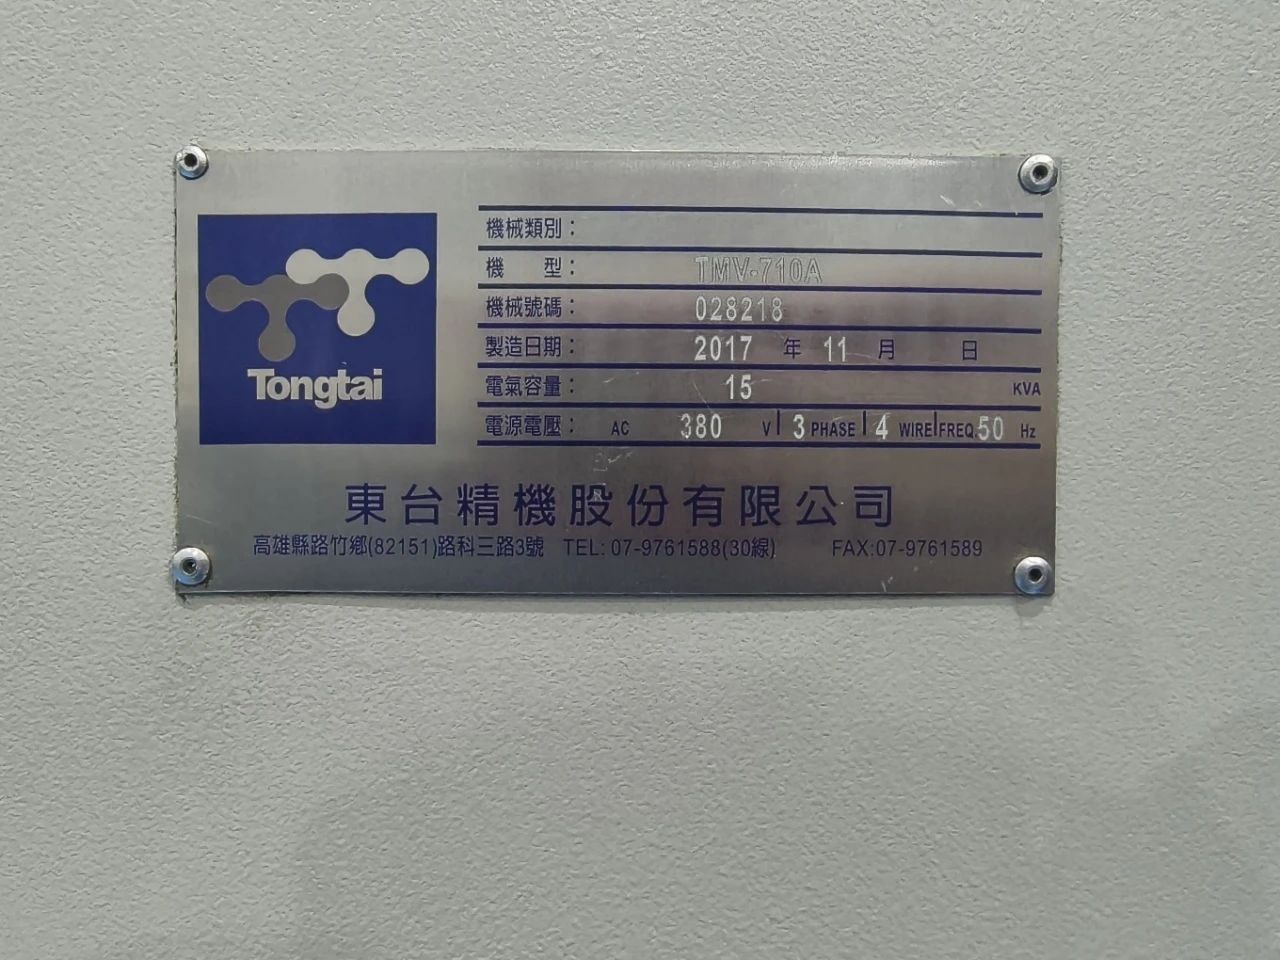 Tongtai
機械類別：
機　型： TMV-710A
機械號碼： 028218
製造日期： 2017 年 11 月 日
電氣容量： 15 KVA
電源電壓： AC 380 V 3 PHASE 4 WIRE FREQ. 50 Hz
東台精機股份有限公司
高雄縣路竹鄉(82151)路科三路3號 TEL: 07-9761588(30線) FAX:07-9761589